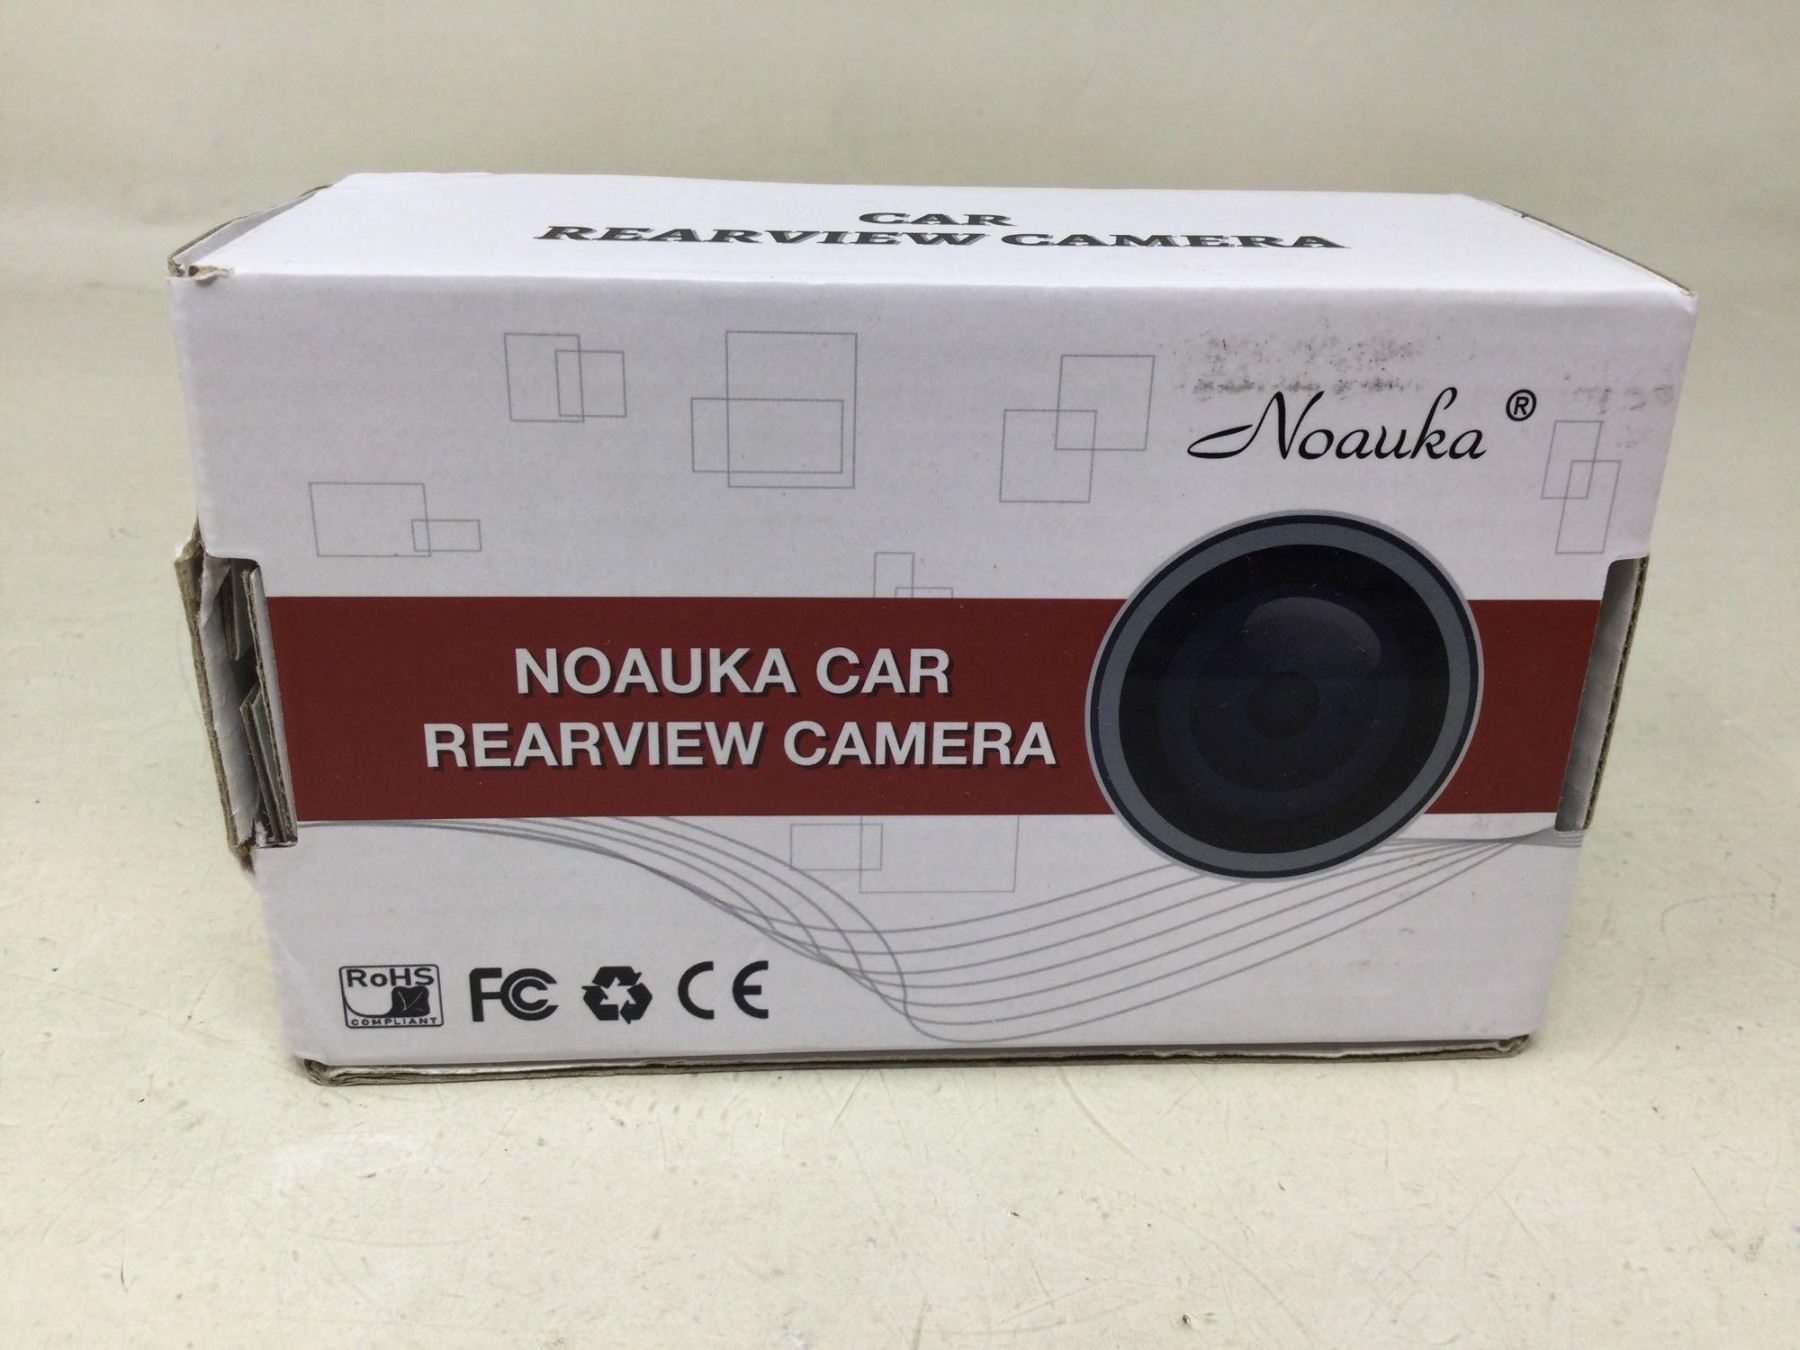 CAR
REARVIEW CAMERA
Noauka ®
NOAUKA CAR
REARVIEW CAMERA
RoHS
COMPLIANT
FC CE